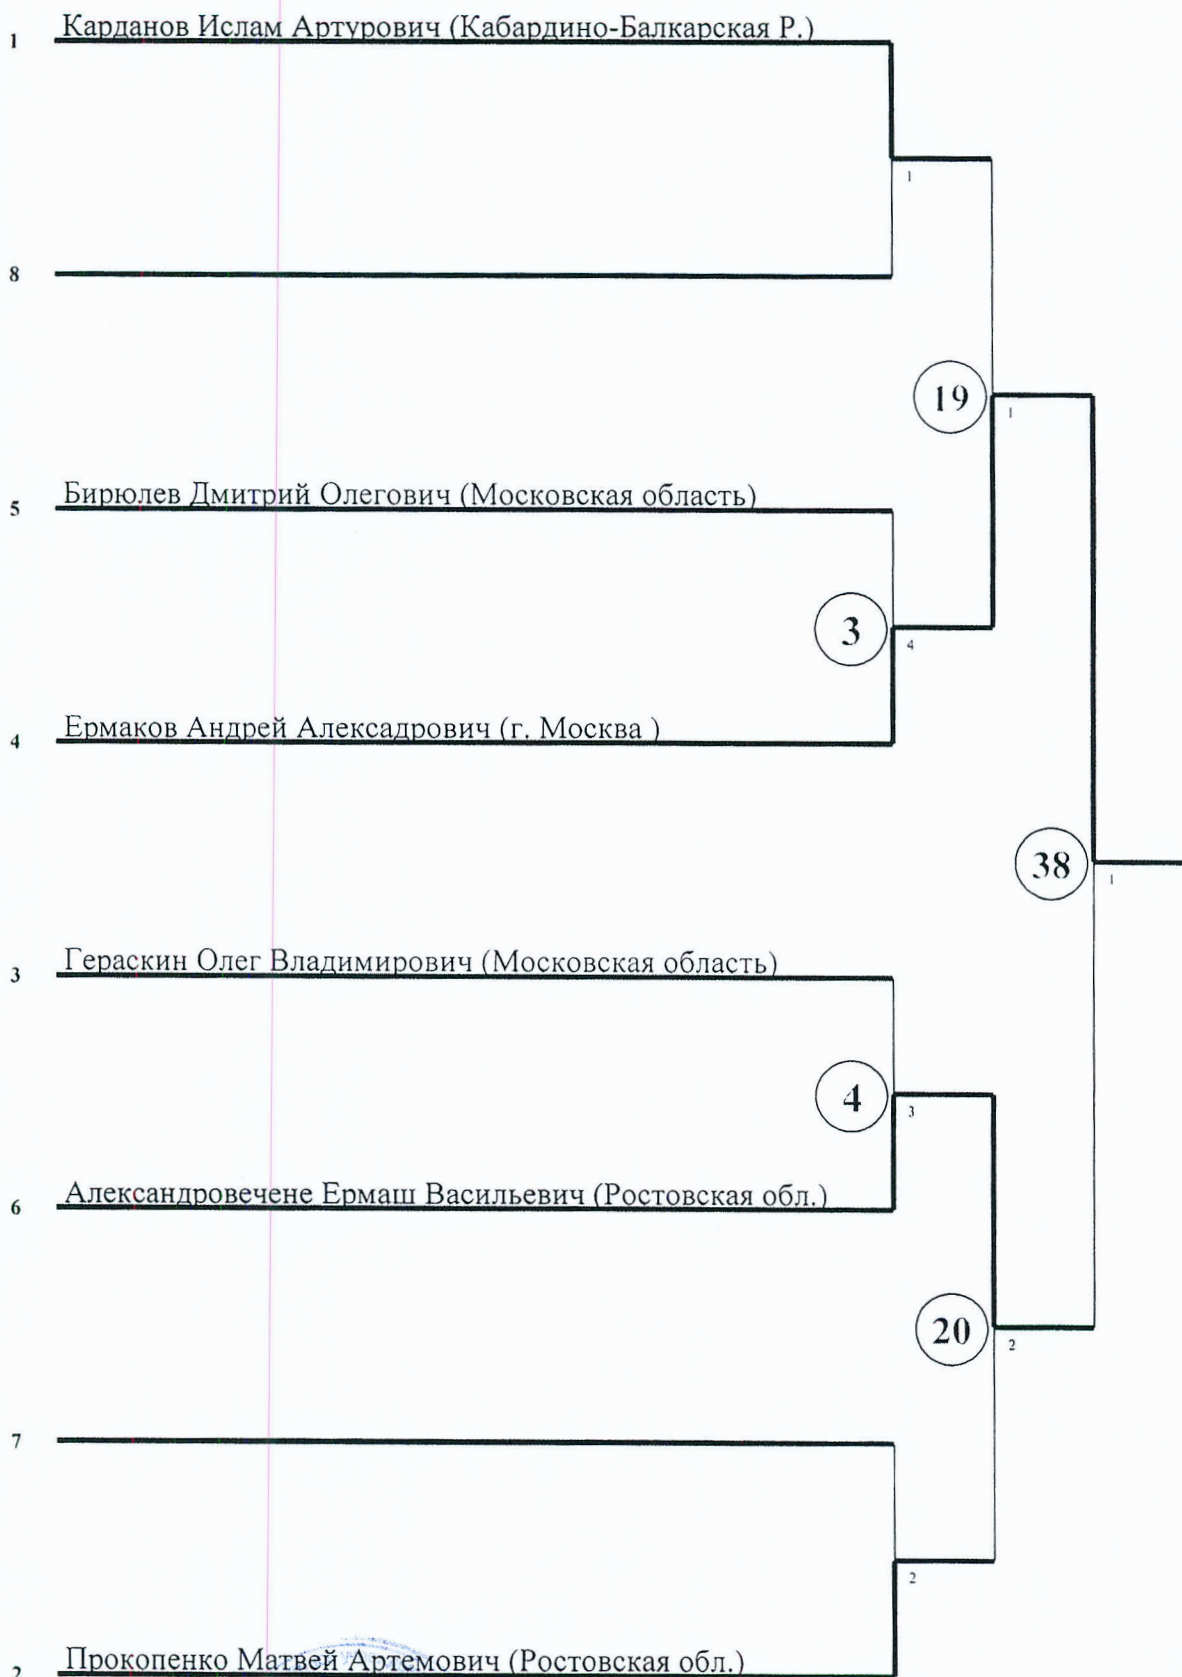 1 Карданов Ислам Артурович (Кабардино-Балкарская Р.)
1
8
19
1
5 Бирюлев Дмитрий Олегович (Московская область)
3
4
4 Ермаков Андрей Алексадрович (г. Москва )
38
1
3 Гераскин Олег Владимирович (Московская область)
4
3
6 Александровечене Ермаш Васильевич (Ростовская обл.)
20
2
7
2
2 Прокопенко Матвей Артемович (Ростовская обл.)